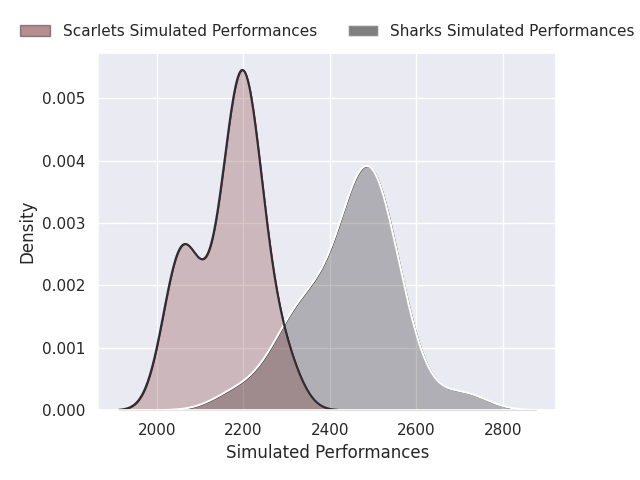 Scarlets Simulated Performances Sharks Simulated Performances
0.005
0.004
0.003
0.002
0.001
0.000
Density
2000 2200 2400 2600 2800
Simulated Performances